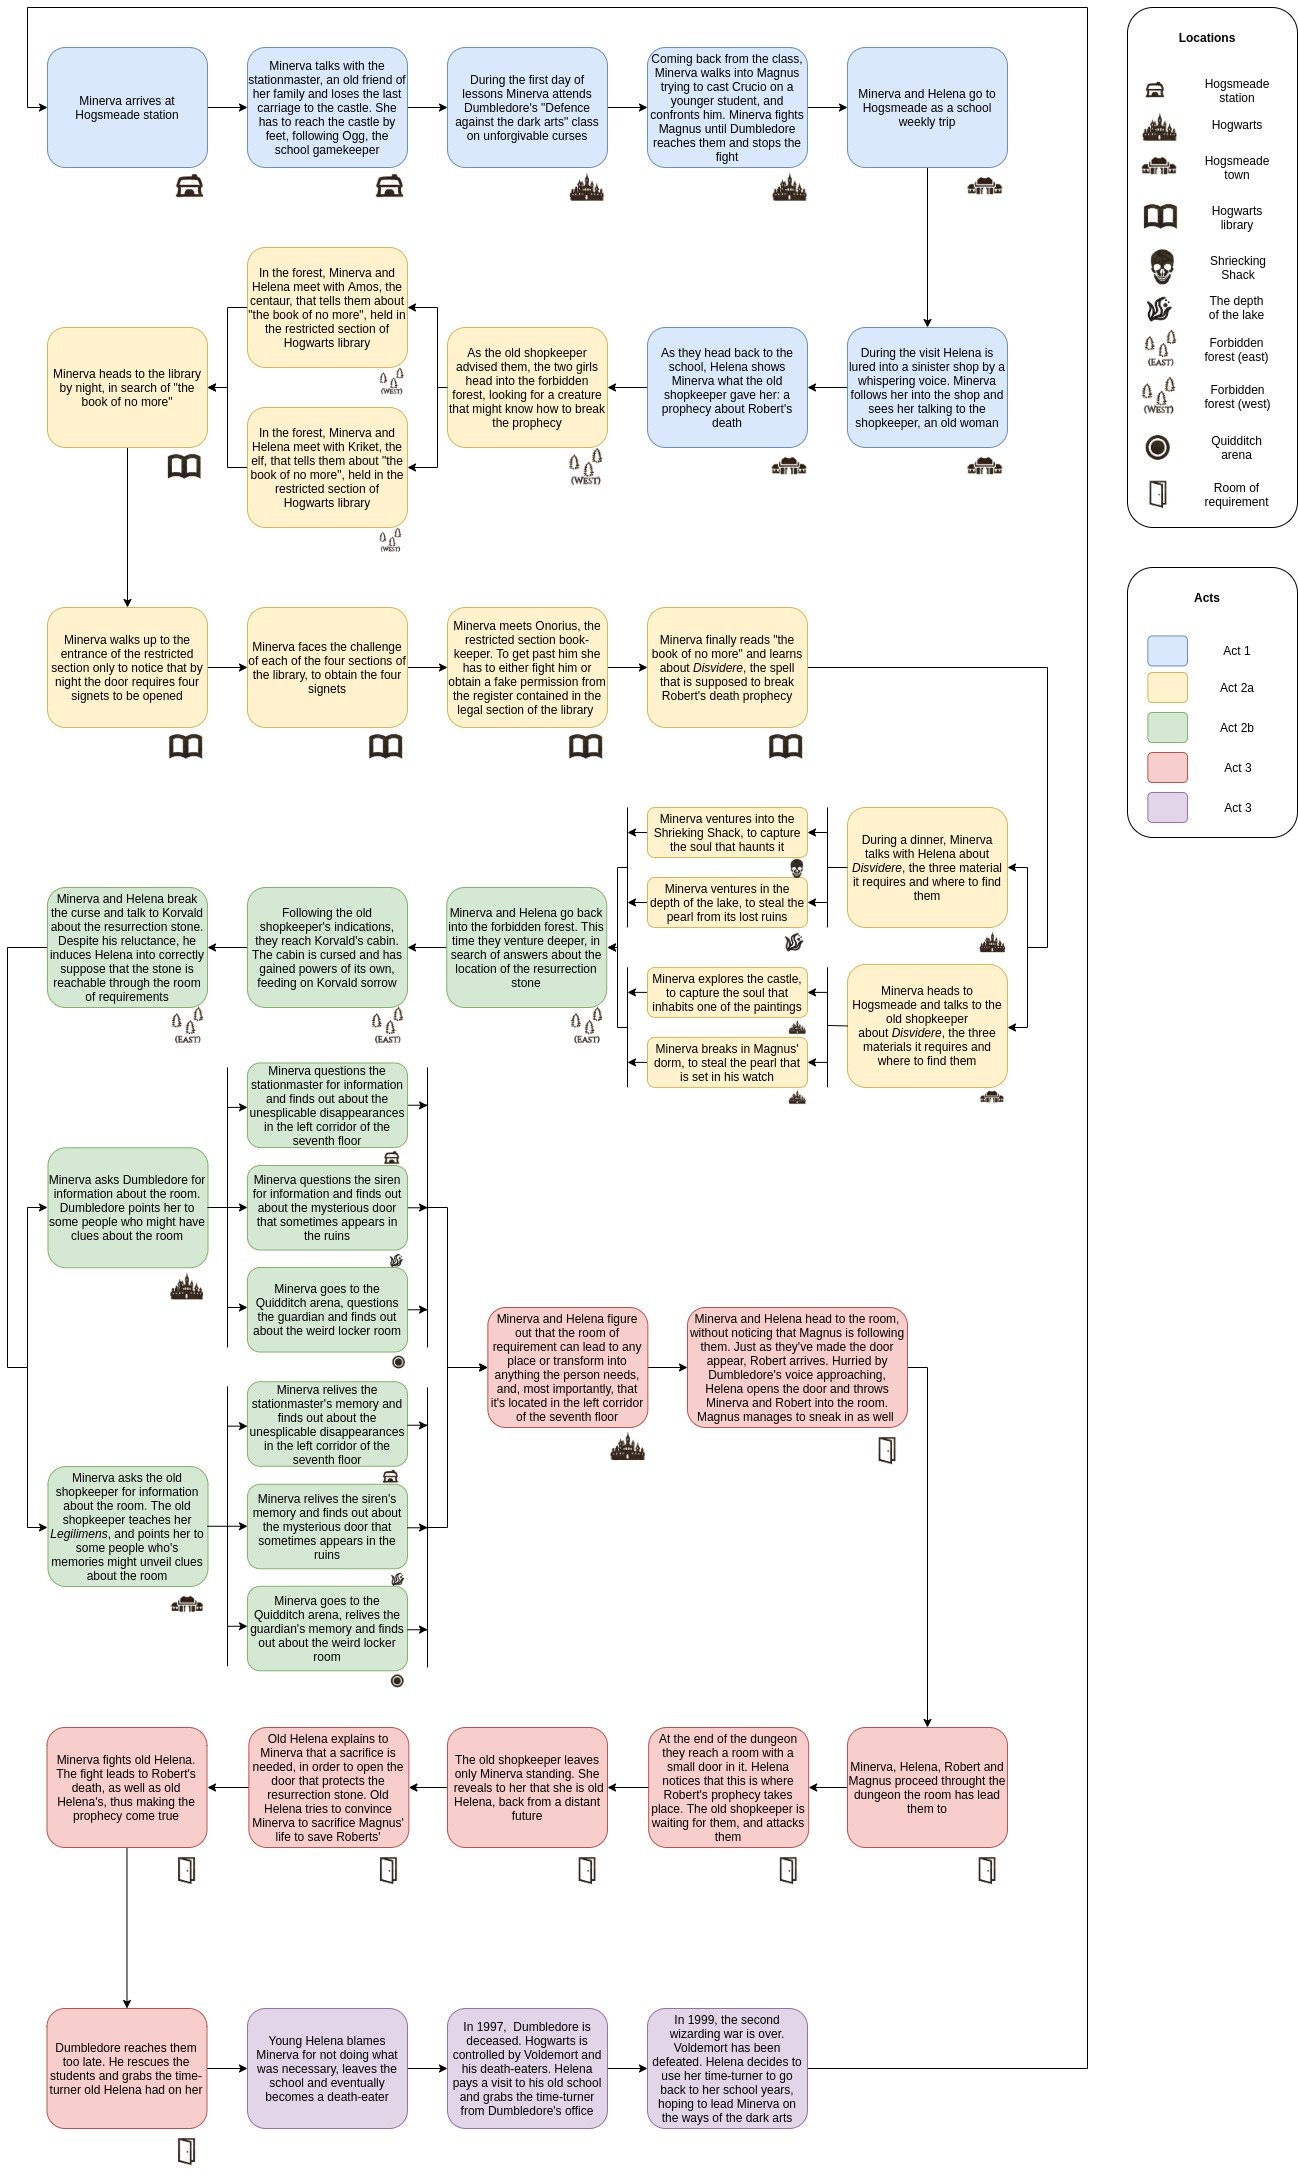 Minerva arrives at
Hogsmeade station
Minerva talks with the
stationmaster, an old friend of
her family and loses the last
carriage to the castle. She
has to reach the castle by
feet, following Ogg, the
school gamekeeper
During the first day of
lessons Minerva attends
Dumbledore's "Defence
against the dark arts" class
on unforgivable curses
Coming back from the class,
Minerva walks into Magnus
trying to cast Crucio on a
younger student, and
confronts him. Minerva fights
Magnus until Dumbledore
reaches them and stops the
fight
Minerva and Helena go to
Hogsmeade as a school
weekly trip
During the visit Helena is
lured into a sinister shop by a
whispering voice. Minerva
follows her into the shop and
sees her talking to the
shopkeeper, an old woman
As they head back to the
school, Helena shows
Minerva what the old
shopkeeper gave her: a
prophecy about Robert's
death
As the old shopkeeper
advised them, the two girls
head into the forbidden
forest, looking for a creature
that might know how to break
the prophecy
(WEST)
In the forest, Minerva and
Helena meet with Amos, the
centaur, that tells them about
"the book of no more", held in
the restricted section of
Hogwarts library
(WEST)
In the forest, Minerva and
Helena meet with Kriket, the
elf, that tells them about "the
book of no more", held in the
restricted section of
Hogwarts library
(WEST)
Minerva heads to the library
by night, in search of "the
book of no more"
Minerva walks up to the
entrance of the restricted
section only to notice that by
night the door requires four
signets to be opened
Minerva faces the challenge
of each of the four sections of
the library, to obtain the four
signets
Minerva meets Onorius, the
restricted section book-
keeper. To get past him she
has to either fight him or
obtain a fake permission from
the register contained in the
legal section of the library
Minerva finally reads "the
book of no more" and learns
about Disvidere, the spell
that is supposed to break
Robert's death prophecy
During a dinner, Minerva
talks with Helena about
Disvidere, the three material
it requires and where to find
them
Minerva heads to
Hogsmeade and talks to the
old shopkeeper
about Disvidere, the three
materials it requires and
where to find them
Minerva ventures into the
Shrieking Shack, to capture
the soul that haunts it
Minerva ventures in the
depth of the lake, to steal the
pearl from its lost ruins
Minerva explores the castle,
to capture the soul that
inhabits one of the paintings
Minerva breaks in Magnus'
dorm, to steal the pearl that
is set in his watch
Minerva and Helena go back
into the forbidden forest. This
time they venture deeper, in
search of answers about the
location of the resurrection
stone
(EAST)
Following the old
shopkeeper's indications,
they reach Korvald's cabin.
The cabin is cursed and has
gained powers of its own,
feeding on Korvald sorrow
(EAST)
Minerva and Helena break
the curse and talk to Korvald
about the resurrection stone.
Despite his reluctance, he
induces Helena into correctly
suppose that the stone is
reachable through the room
of requirements
(EAST)
Minerva asks Dumbledore for
information about the room.
Dumbledore points her to
some people who might have
clues about the room
Minerva questions the
stationmaster for information
and finds out about the
unesplicable disappearances
in the left corridor of the
seventh floor
Minerva questions the siren
for information and finds out
about the mysterious door
that sometimes appears in
the ruins
Minerva goes to the
Quidditch arena, questions
the guardian and finds out
about the weird locker room
Minerva asks the old
shopkeeper for information
about the room. The old
shopkeeper teaches her
Legilimens, and points her to
some people who's
memories might unveil clues
about the room
Minerva relives the
stationmaster's memory and
finds out about the
unesplicable disappearances
in the left corridor of the
seventh floor
Minerva relives the siren's
memory and finds out about
the mysterious door that
sometimes appears in the
ruins
Minerva goes to the
Quidditch arena, relives the
guardian's memory and finds
out about the weird locker
room
Minerva and Helena figure
out that the room of
requirement can lead to any
place or transform into
anything the person needs,
and, most importantly, that
it's located in the left corridor
of the seventh floor
Minerva and Helena head to the room,
without noticing that Magnus is following
them. Just as they've made the door
appear, Robert arrives. Hurried by
Dumbledore's voice approaching,
Helena opens the door and throws
Minerva and Robert into the room.
Magnus manages to sneak in as well
Minerva, Helena, Robert and
Magnus proceed throught the
dungeon the room has lead
them to
At the end of the dungeon
they reach a room with a
small door in it. Helena
notices that this is where
Robert's prophecy takes
place. The old shopkeeper is
waiting for them, and attacks
them
The old shopkeeper leaves
only Minerva standing. She
reveals to her that she is old
Helena, back from a distant
future
Old Helena explains to
Minerva that a sacrifice is
needed, in order to open the
door that protects the
resurrection stone. Old
Helena tries to convince
Minerva to sacrifice Magnus'
life to save Roberts'
Minerva fights old Helena.
The fight leads to Robert's
death, as well as old
Helena's, thus making the
prophecy come true
Dumbledore reaches them
too late. He rescues the
students and grabs the time-
turner old Helena had on her
Young Helena blames
Minerva for not doing what
was necessary, leaves the
school and eventually
becomes a death-eater
In 1997, Dumbledore is
deceased. Hogwarts is
controlled by Voldemort and
his death-eaters. Helena
pays a visit to his old school
and grabs the time-turner
from Dumbledore's office
In 1999, the second
wizarding war is over.
Voldemort has been
defeated. Helena decides to
use her time-turner to go
back to her school years,
hoping to lead Minerva on
the ways of the dark arts
Locations
Hogsmeade
station
Hogwarts
Hogsmeade
town
Hogwarts
library
Shriecking
Shack
The depth
of the lake
(EAST)
Forbidden
forest (east)
(WEST)
Forbidden
forest (west)
Quidditch
arena
Room of
requirement
Acts
Act 1
Act 2a
Act 2b
Act 3
Act 3